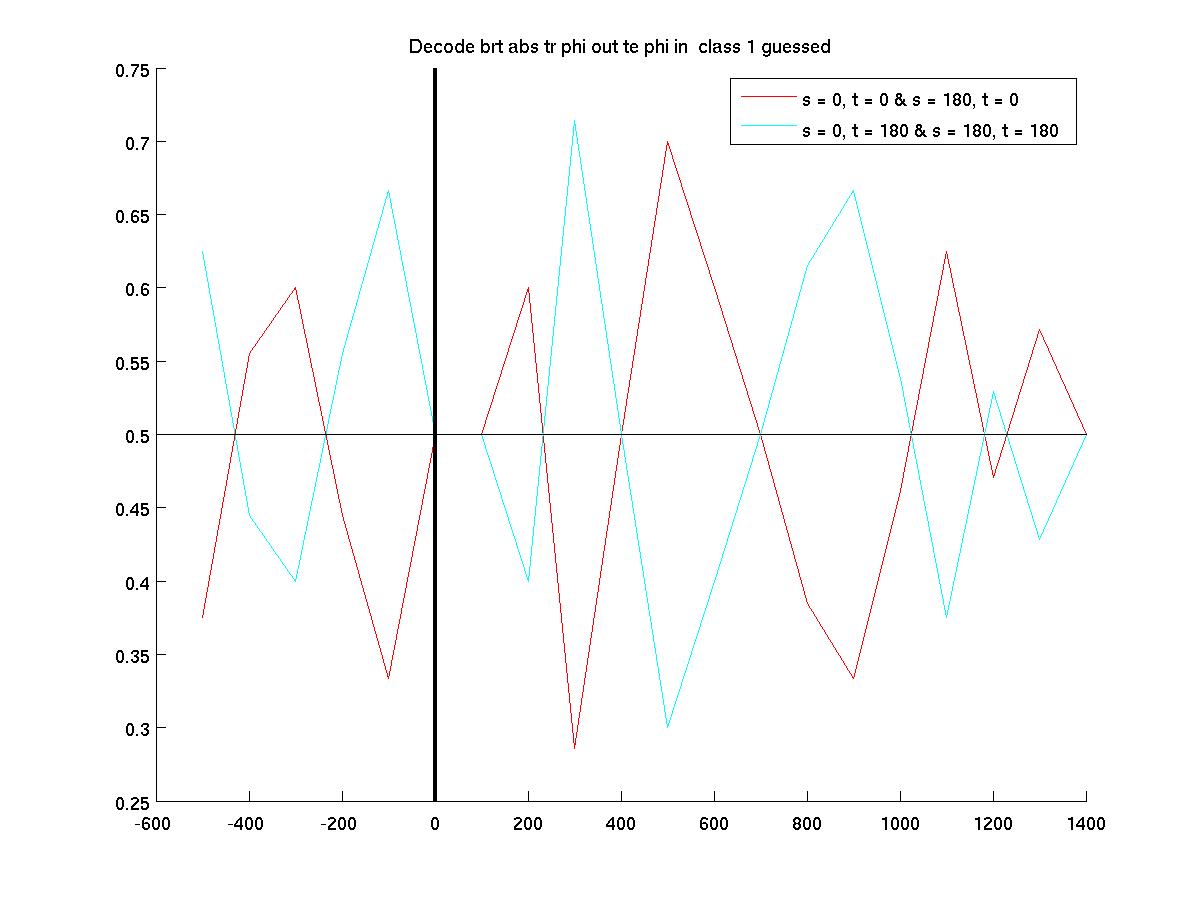 Decode brt abs tr phi out te phi in  class 1 guessed
s = 0, t = 0 & s = 180, t = 0
s = 0, t = 180 & s = 180, t = 180
0.75
0.7
0.65
0.6
0.55
0.5
0.45
0.4
0.35
0.3
0.25
-600 -400 -200 0 200 400 600 800 1000 1200 1400